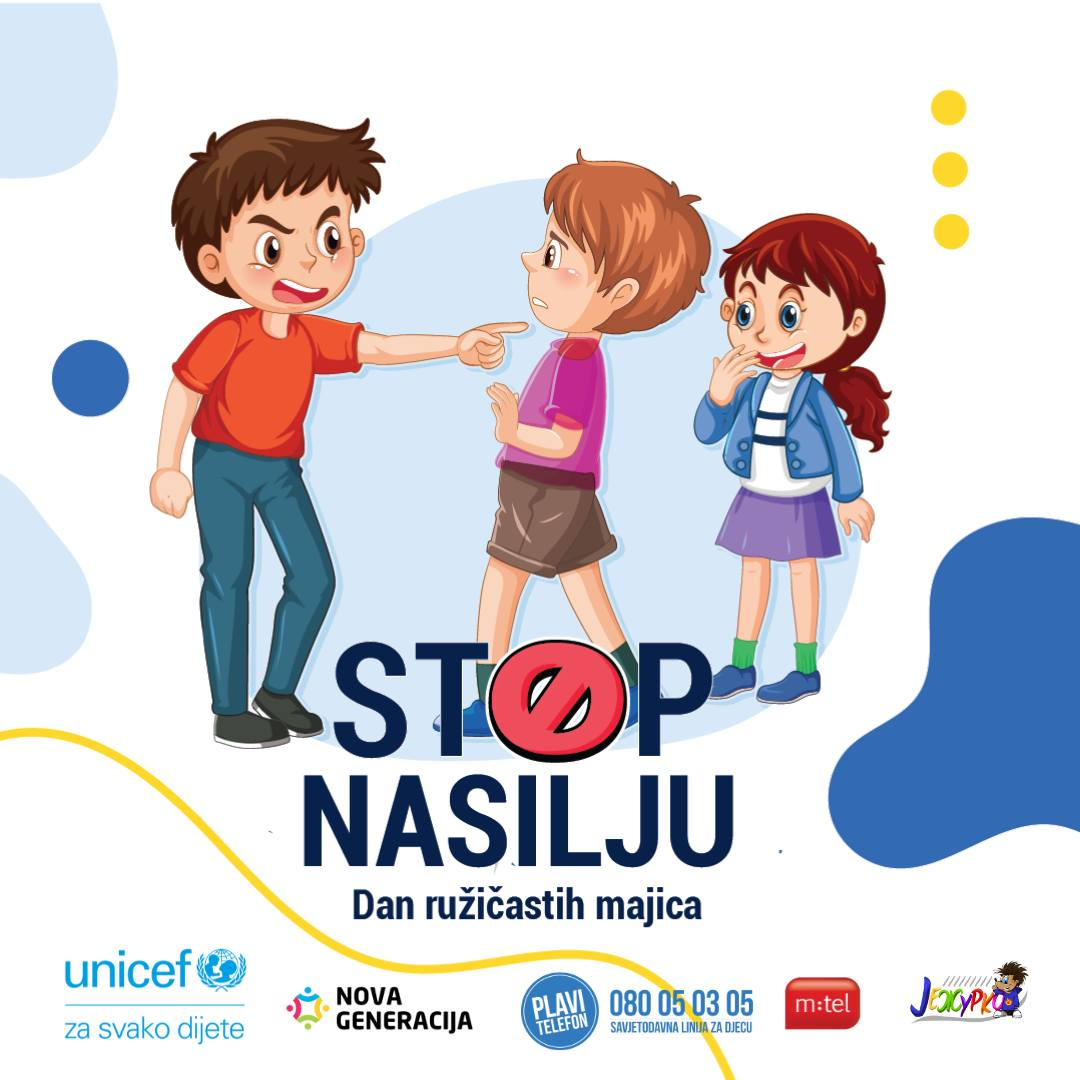 STOP
NASILJU
Dan ružičastih majica
unicef
za svako dijete
NOVA
GENERACIJA
PLAVI
TELEFON
080 05 03 05
SAVJETODAVNA LINIJA ZA DJECU
m:tel
Јежурко